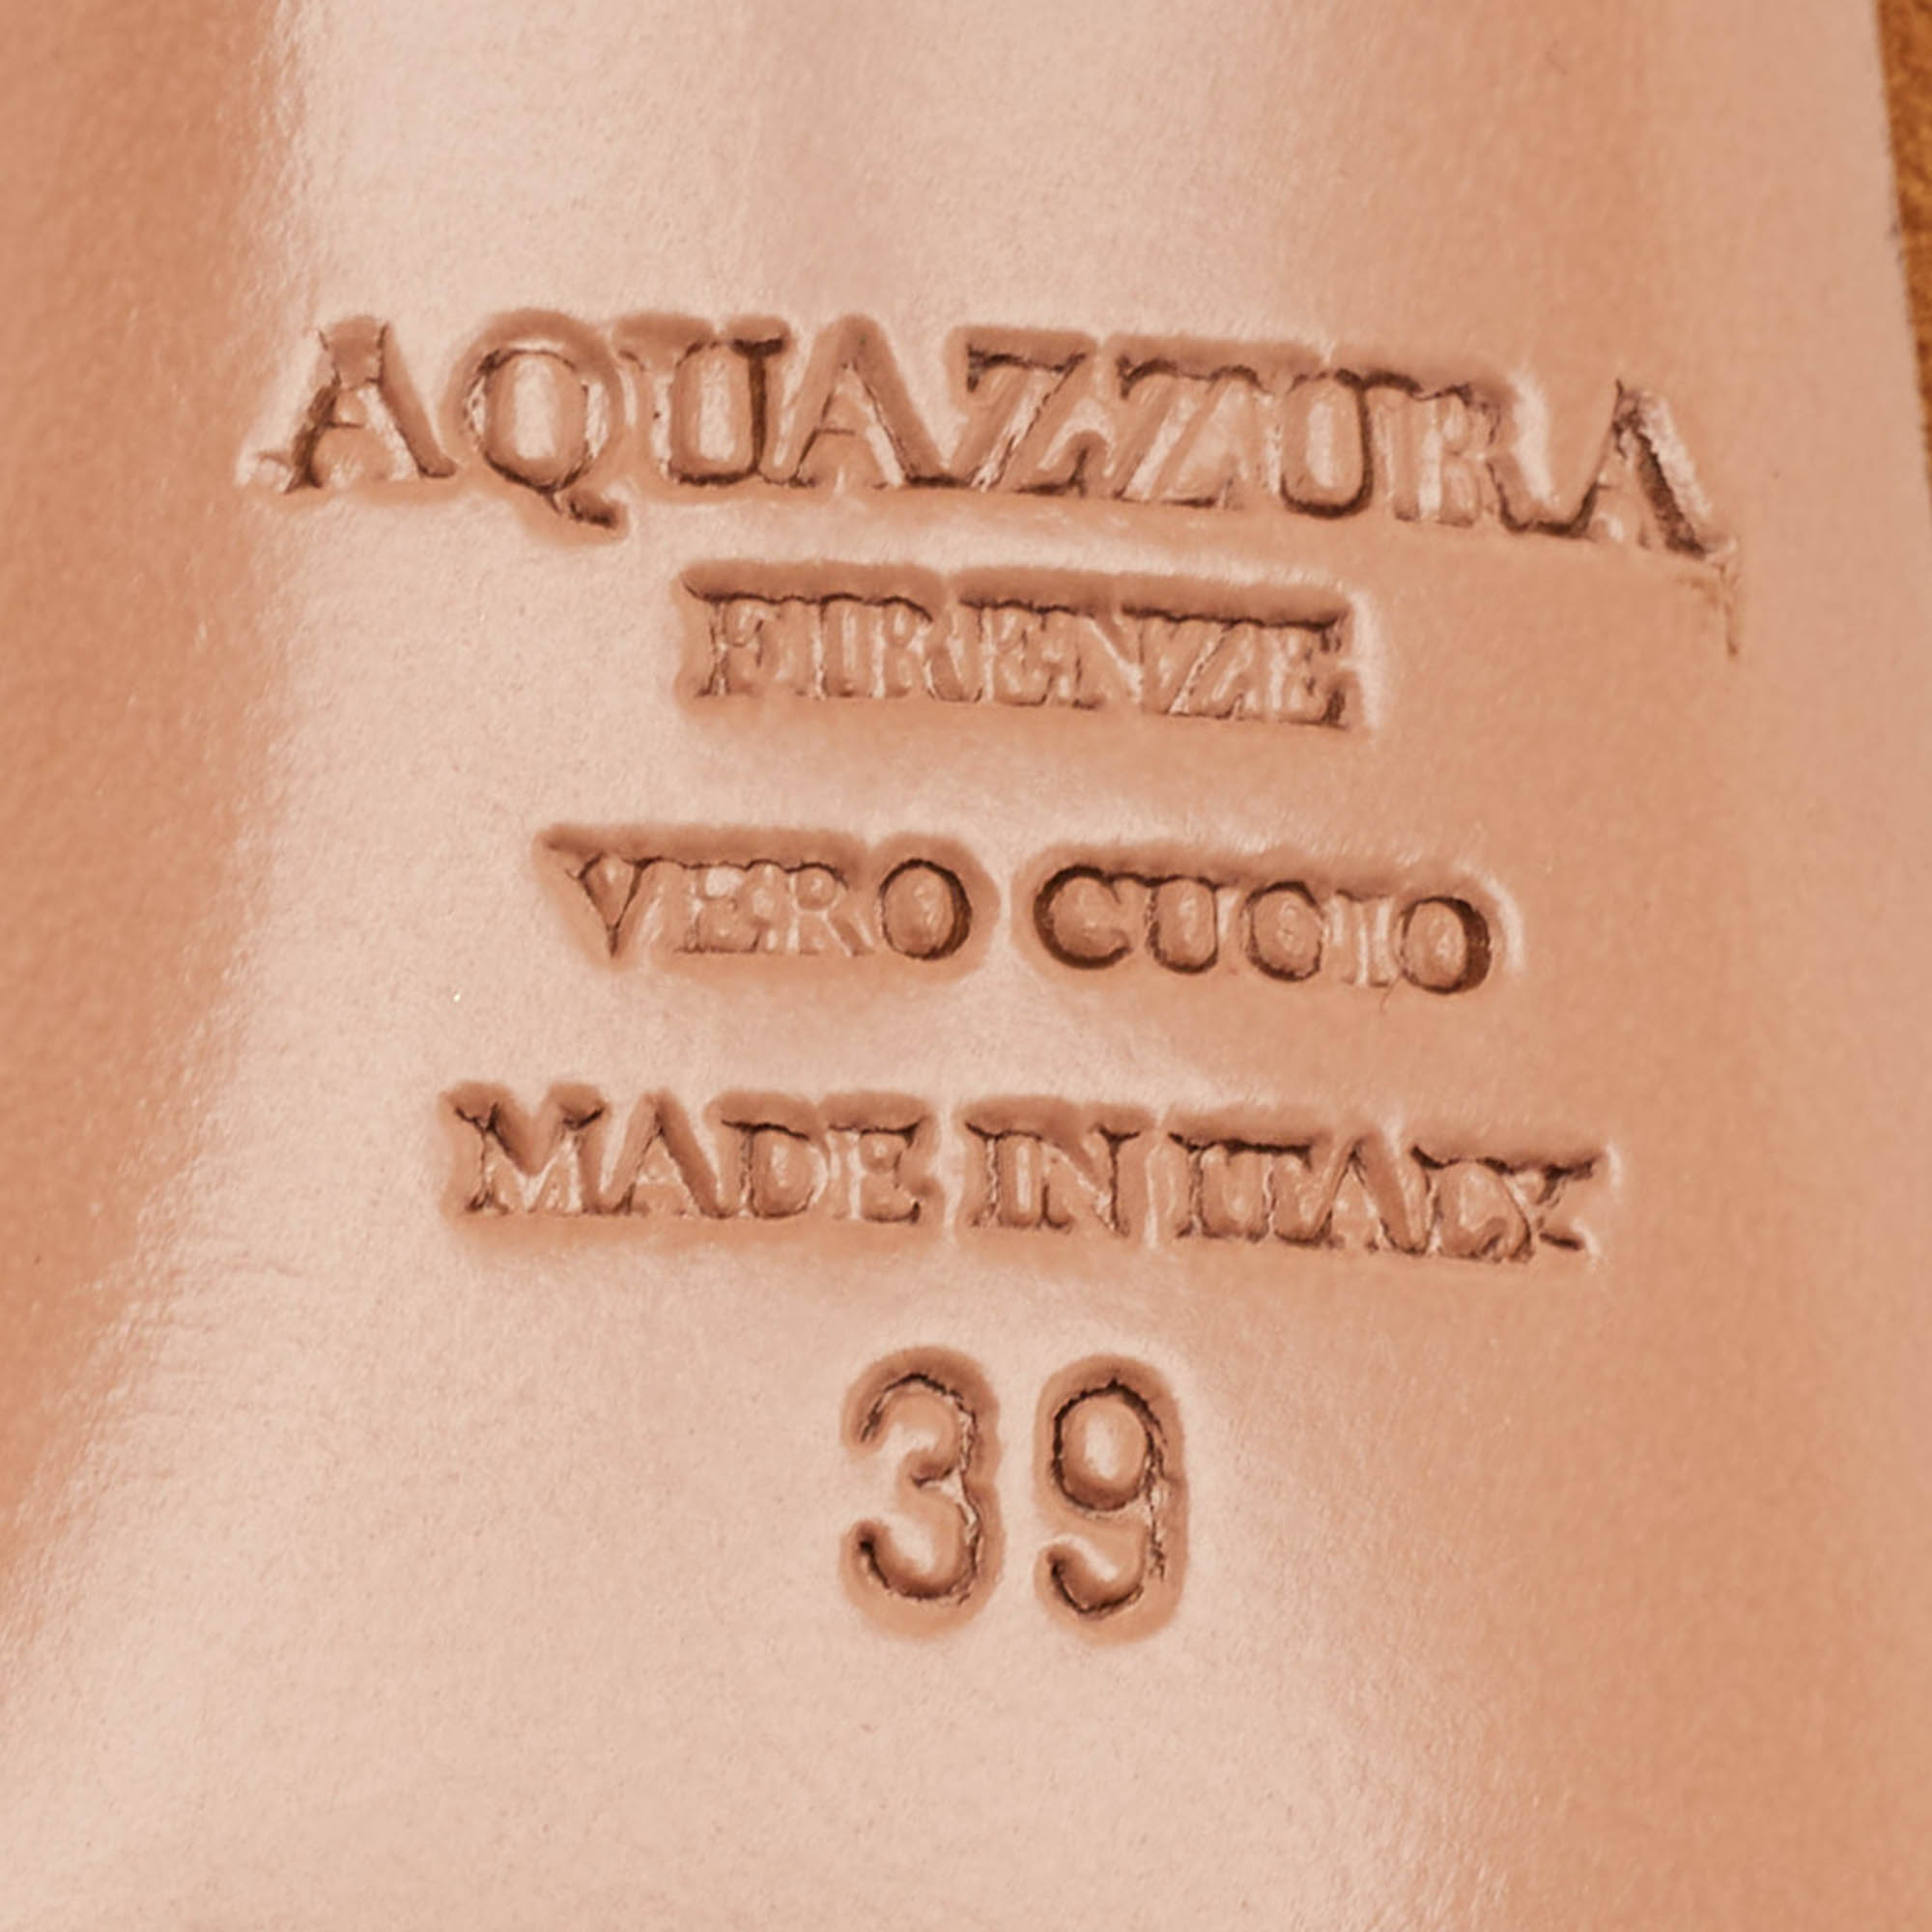 AQUAZZURA
FIRENZE
VERO CUOIO
MADE IN ITALY
39